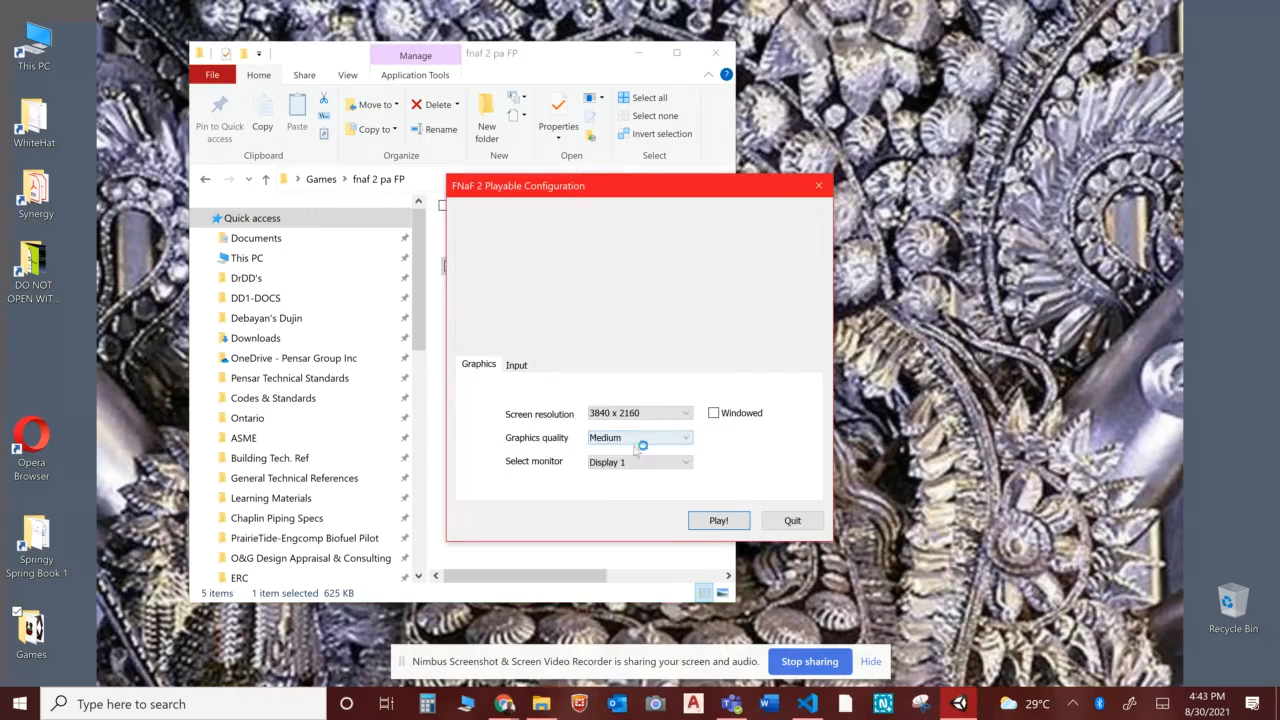 This PC
WhiteHat
Synergy
DO NOT
OPEN WIT...
Opera
Browser
Springy
Spring Book 1
Games
Manage
fnaf 2 pa FP
File
Home
Share
View
Application Tools
Pin to Quick
access
Copy
Paste
Clipboard
Move to
Copy to
Delete
Rename
Organize
New
folder
New
Properties
Open
Select all
Select none
Invert selection
Select
Games
fnaf 2 pa FP
Quick access
Documents
This PC
DrDD's
DD1-DOCS
Debayan's Dujin
Downloads
OneDrive - Pensar Group Inc
Pensar Technical Standards
Codes & Standards
Ontario
ASME
Building Tech. Ref
General Technical References
Learning Materials
Chaplin Piping Specs
PrairieTide-Engcomp Biofuel Pilot
O&G Design Appraisal & Consulting
ERC
5 items 1 item selected 625 KB
FNaF 2 Playable Configuration
Graphics
Input
Screen resolution 3840 x 2160 Windowed
Graphics quality Medium
Select monitor Display 1
Play!
Quit
Nimbus Screenshot & Screen Video Recorder is sharing your screen and audio.
Stop sharing
Hide
Recycle Bin
Type here to search
29°C
4:43 PM
8/30/2021